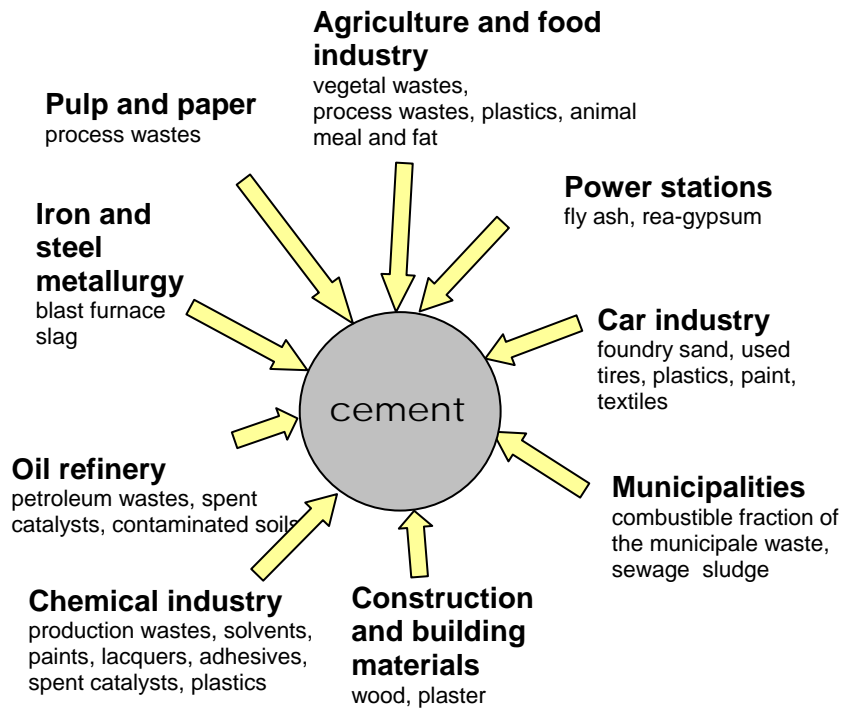 Agriculture and food
industry
vegetal wastes,
process wastes, plastics, animal
meal and fat
Pulp and paper
process wastes
Power stations
fly ash, rea-gypsum
Iron and
steel
metallurgy
blast furnace
slag
Car industry
foundry sand, used
tires, plastics, paint,
textiles
cement
Oil refinery
petroleum wastes, spent
catalysts, contaminated soils
Municipalities
combustible fraction of
the municipale waste,
sewage sludge
Chemical industry
production wastes, solvents,
paints, lacquers, adhesives,
spent catalysts, plastics
Construction
and building
materials
wood, plaster